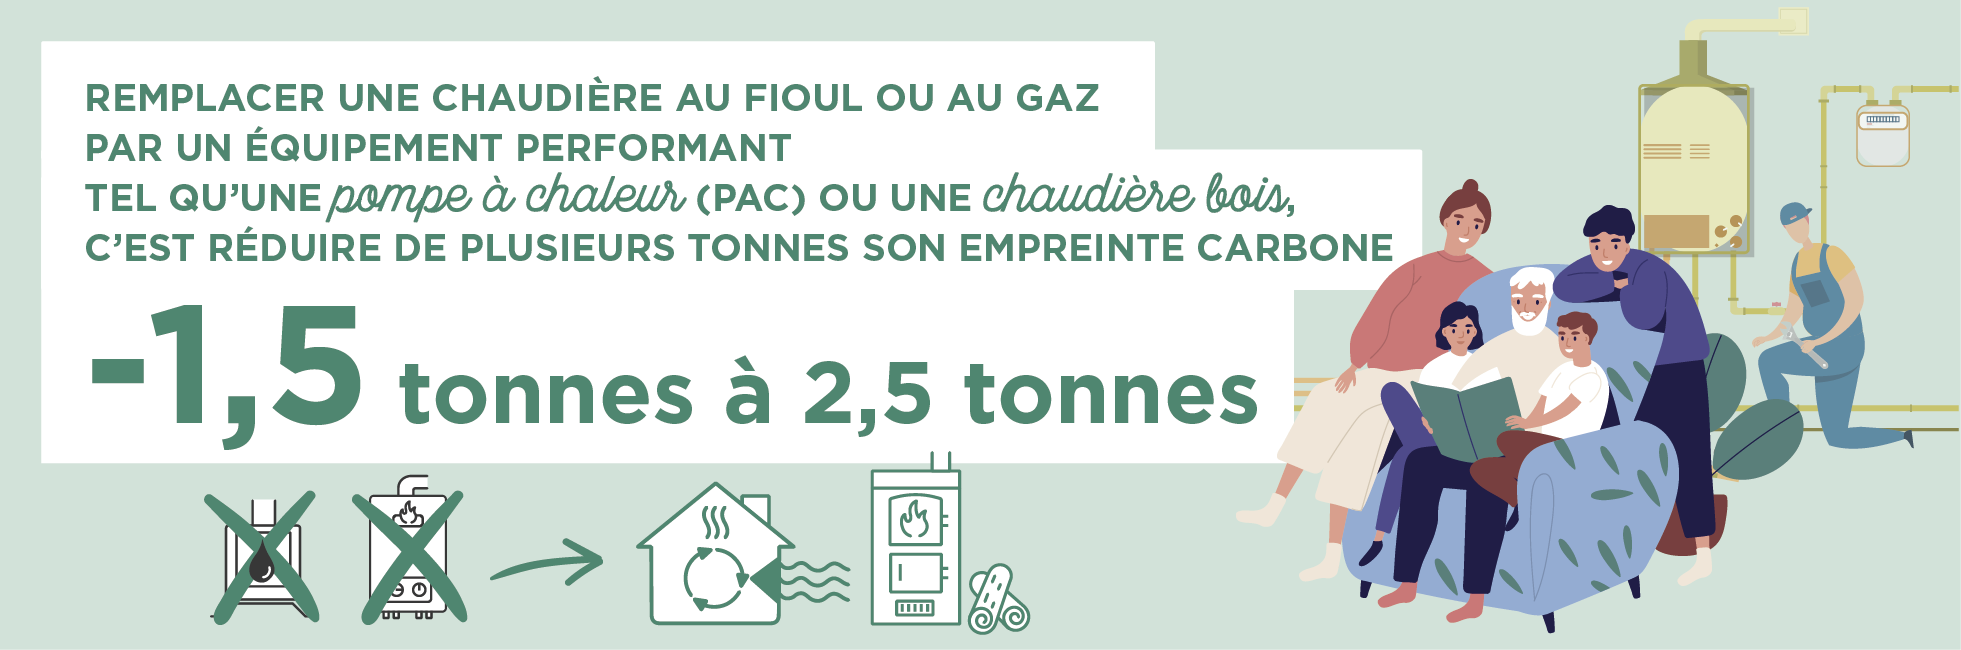 REMPLACER UNE CHAUDIÈRE AU FIOUL OU AU GAZ
PAR UN ÉQUIPEMENT PERFORMANT
TEL QU’UNE pompe à chaleur (PAC) OU UNE chaudière bois,
C’EST RÉDUIRE DE PLUSIEURS TONNES SON EMPREINTE CARBONE
-1,5 tonnes à 2,5 tonnes